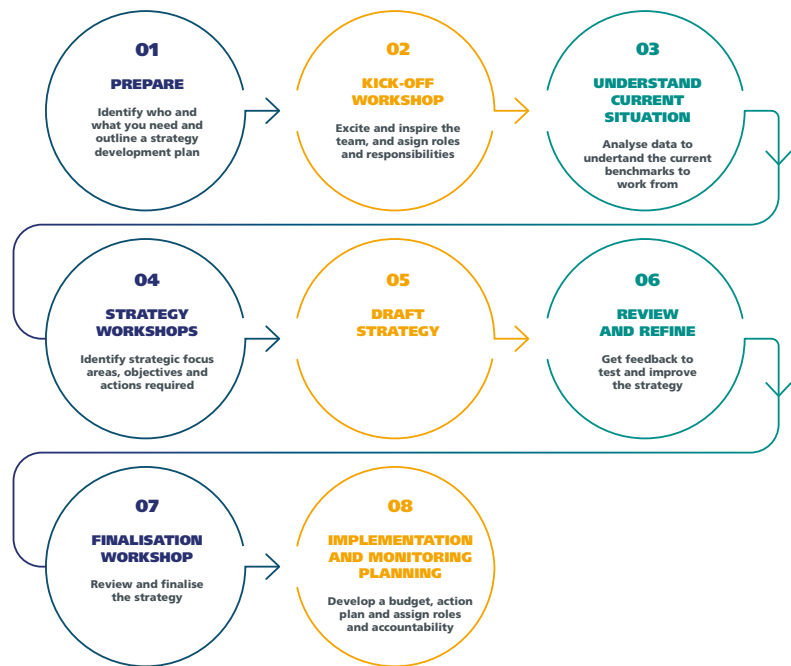 01
PREPARE
Identify who and
what you need and
outline a strategy
development plan
02
KICK-OFF
WORKSHOP
Excite and inspire the
team, and asign roles
and responsibilities
03
UNDERSTAND
CURRENT
SITUATION
Analyse data to
undertand the current
benchmarks to
work from
04
STRATEGY
WORKSHOPS
Identify strategic focus
areas, objectives and
actions required
05
DRAFT
STRATEGY
06
REVIEW
AND REFINE
Get feedback to
test and improve
the strategy
07
FINALISATION
WORKSHOP
Review and finalise
the strategy
08
IMPLEMENTATION
AND MONITORING
PLANNING
Develop a budget, action
plan and assign roles
and accountability